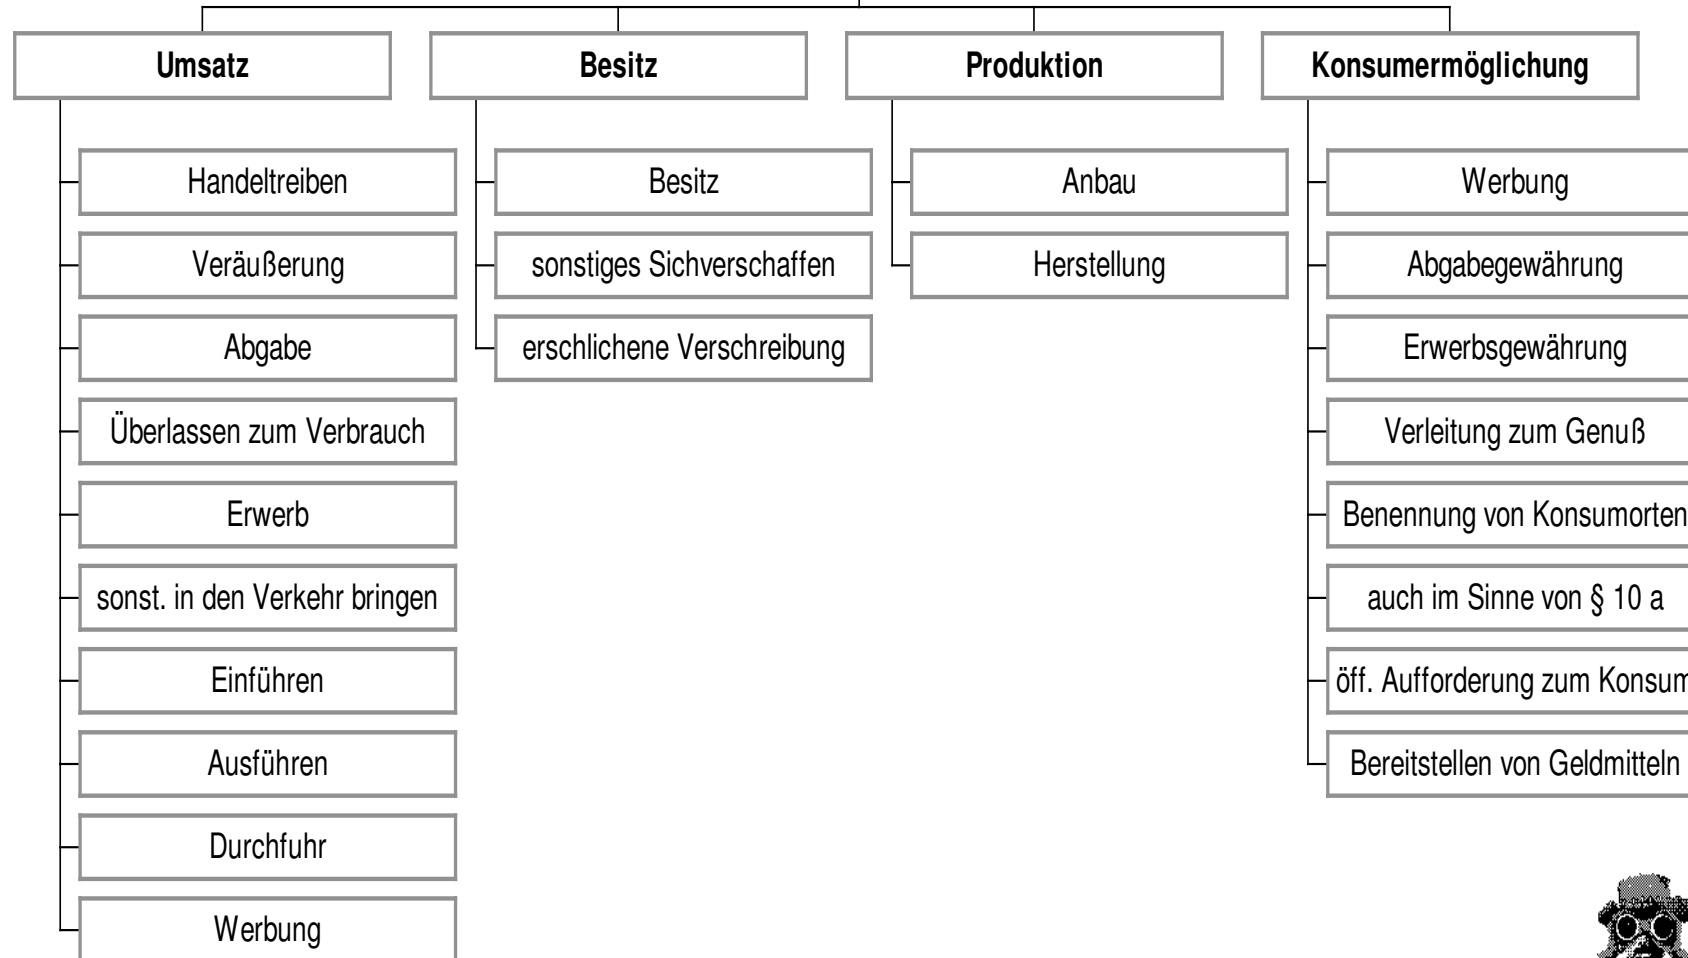 Umsatz
Handeltreiben
Veräußerung
Abgabe
Überlassen zum Verbrauch
Erwerb
sonst. in den Verkehr bringen
Einführen
Ausführen
Durchfuhr
Werbung
Besitz
Besitz
sonstiges Sichverschaffen
erschlichene Verschreibung
Produktion
Anbau
Herstellung
Konsumermöglichung
Werbung
Abgabegewährung
Erwerbsgewährung
Verleitung zum Genuß
Benennung von Konsumorten
auch im Sinne von § 10 a
öff. Aufforderung zum Konsum
Bereitstellen von Geldmitteln